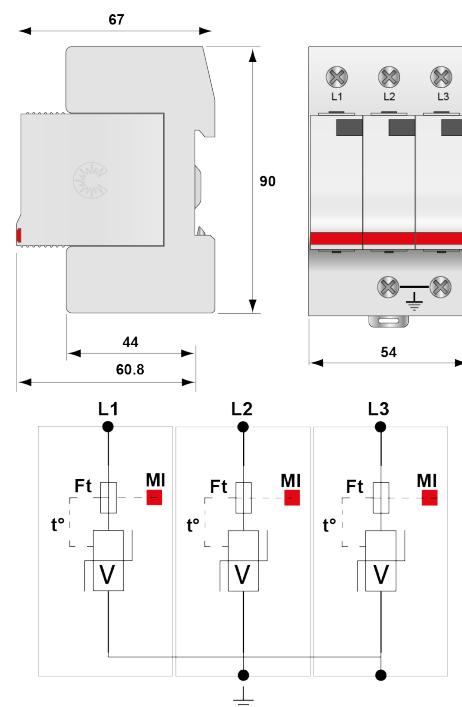 67
L1 L2 L3
90
44
60.8
54
L1 L2 L3
Ft MI Ft MI Ft MI
t° t° t°
V V V